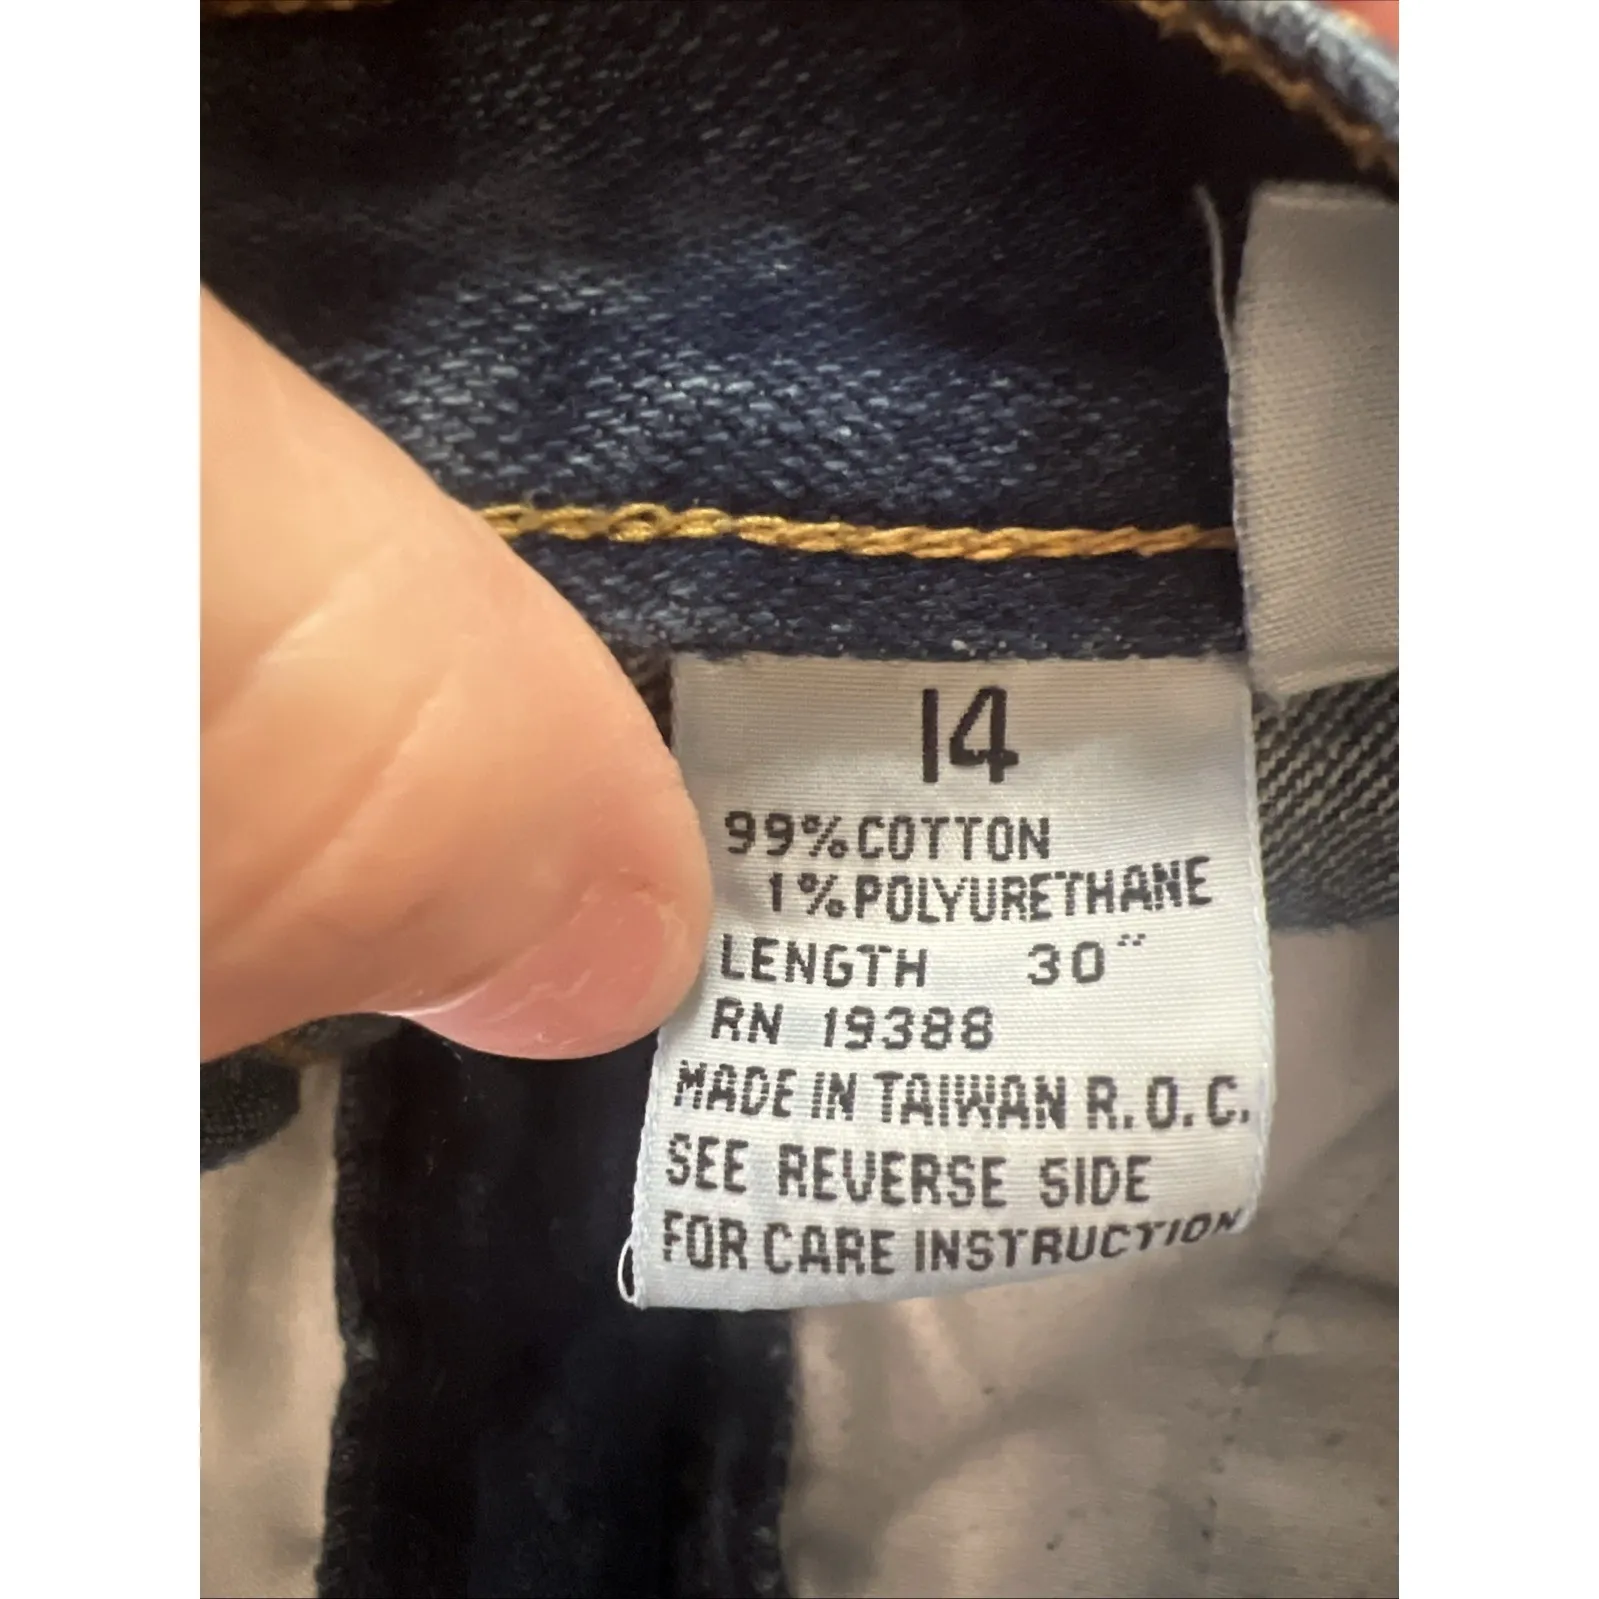 14
99% COTTON
1% POLYURETHANE
LENGTH 30"
RN 19388
MADE IN TAIWAN R.O.C.
SEE REVERSE SIDE
FOR CARE INSTRUCTION